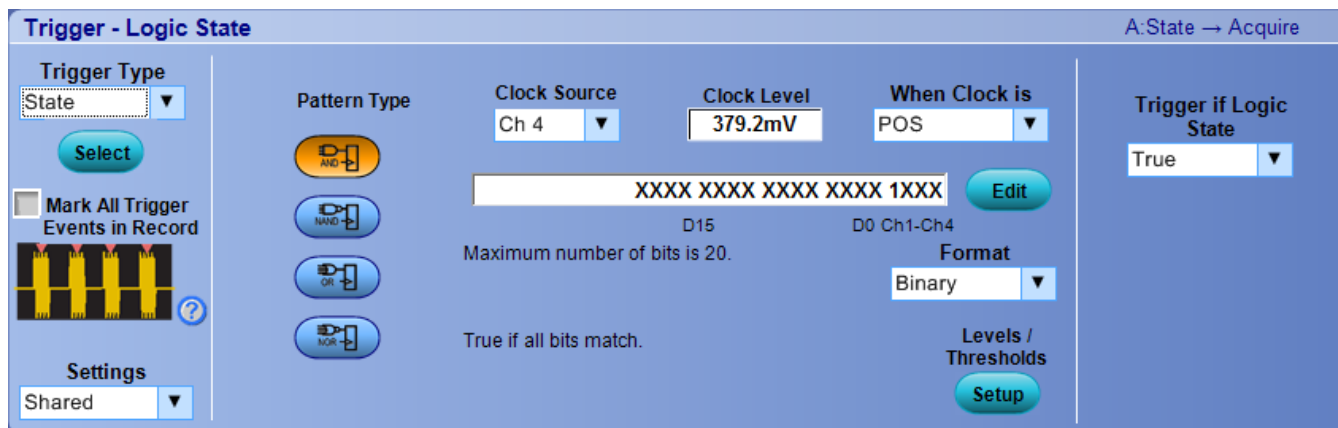 Trigger - Logic State
A:State → Acquire
Trigger Type
State
Select
Mark All Trigger
Events in Record
?
Settings
Shared
Pattern Type
AND
NAND
OR
NOR
Clock Source
Ch 4
Clock Level
379.2mV
When Clock is
POS
XXXX XXXX XXXX XXXX 1XXX
Edit
D15
D0 Ch1-Ch4
Maximum number of bits is 20.
Format
Binary
True if all bits match.
Levels /
Thresholds
Setup
Trigger if Logic
State
True